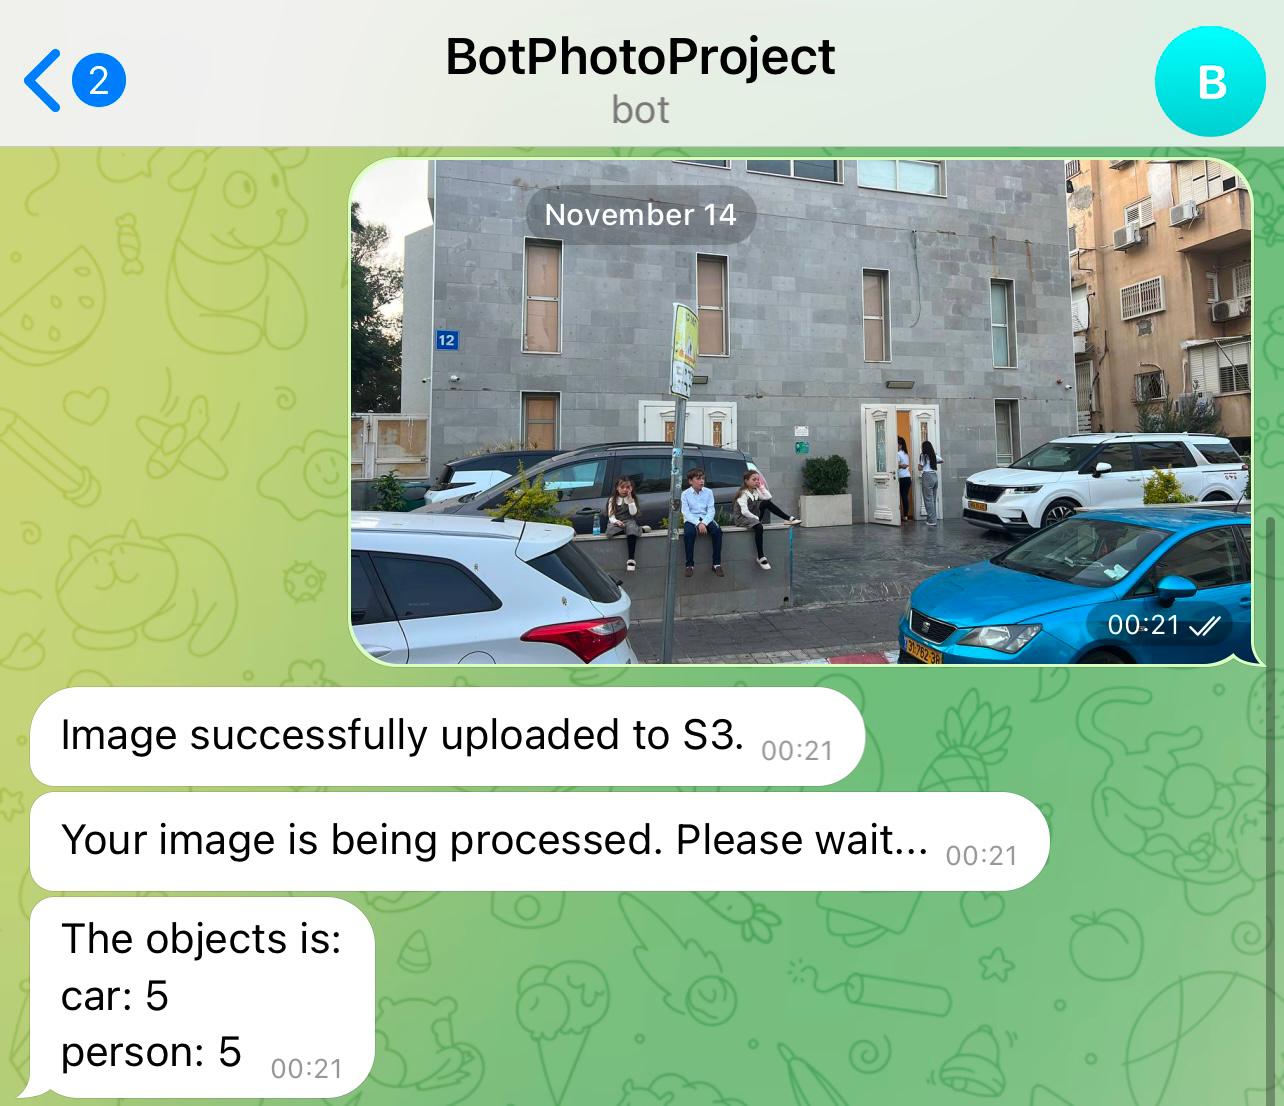 2
BotPhotoProject
bot
B
November 14
12
00:21
Image successfully uploaded to S3. 00:21
Your image is being processed. Please wait... 00:21
The objects is:
car: 5
person: 5 00:21